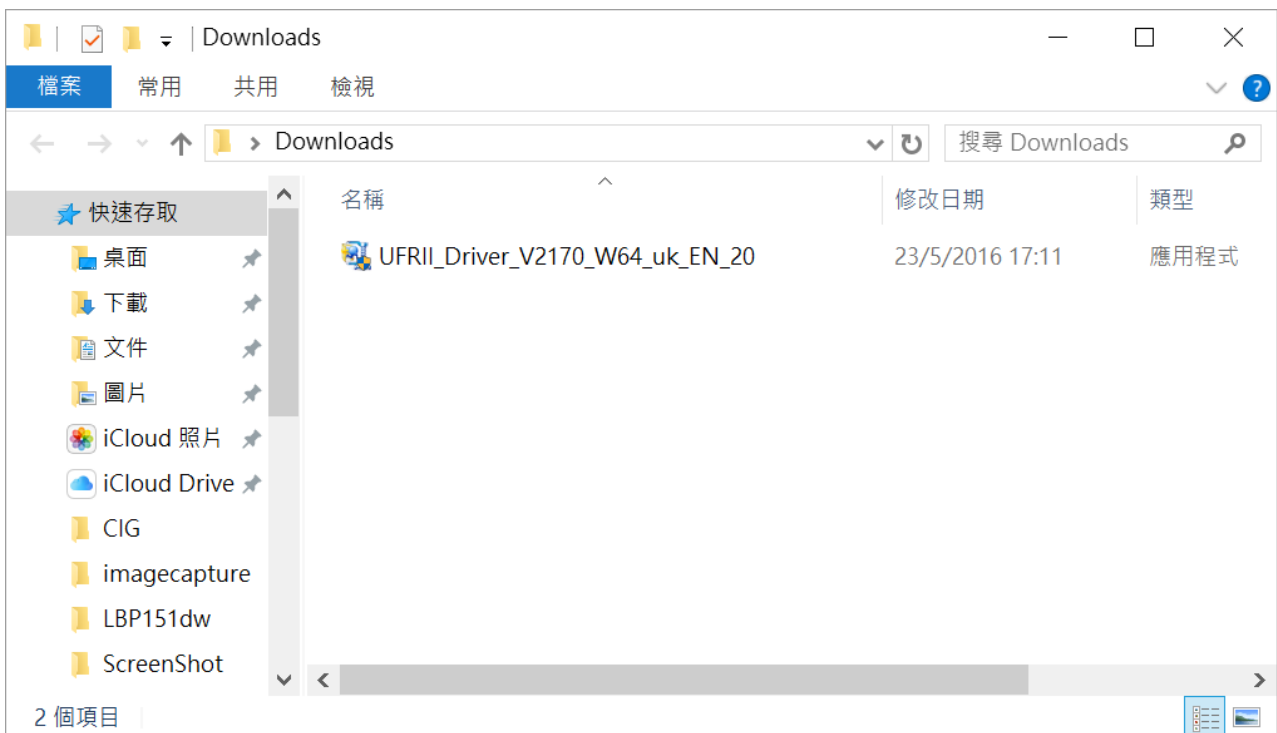 Downloads
檔案 常用 共用 檢視
Downloads 搜尋 Downloads
名稱 修改日期 類型
快速存取
UFRII_Driver_V2170_W64_uk_EN_20 23/5/2016 17:11 應用程式
桌面
下載
文件
圖片
iCloud 照片
iCloud Drive
CIG
imagecapture
LBP151dw
ScreenShot
2 個項目